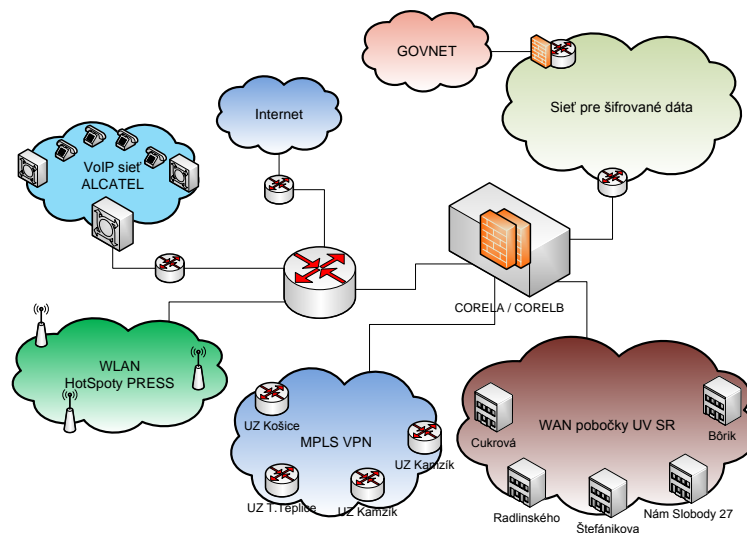 GOVNET
Sieť pre šifrované dáta
Internet
VoIP sieť
ALCATEL
CORELA / CORELB
WLAN
HotSpoty PRESS
UZ Košice
MPLS VPN
UZ Kamzík
UZ T.Teplice
UZ Kamzík
WAN pobočky UV SR
Cukrová
Bôrik
Radlinského
Štefánikova
Nám Slobody 27